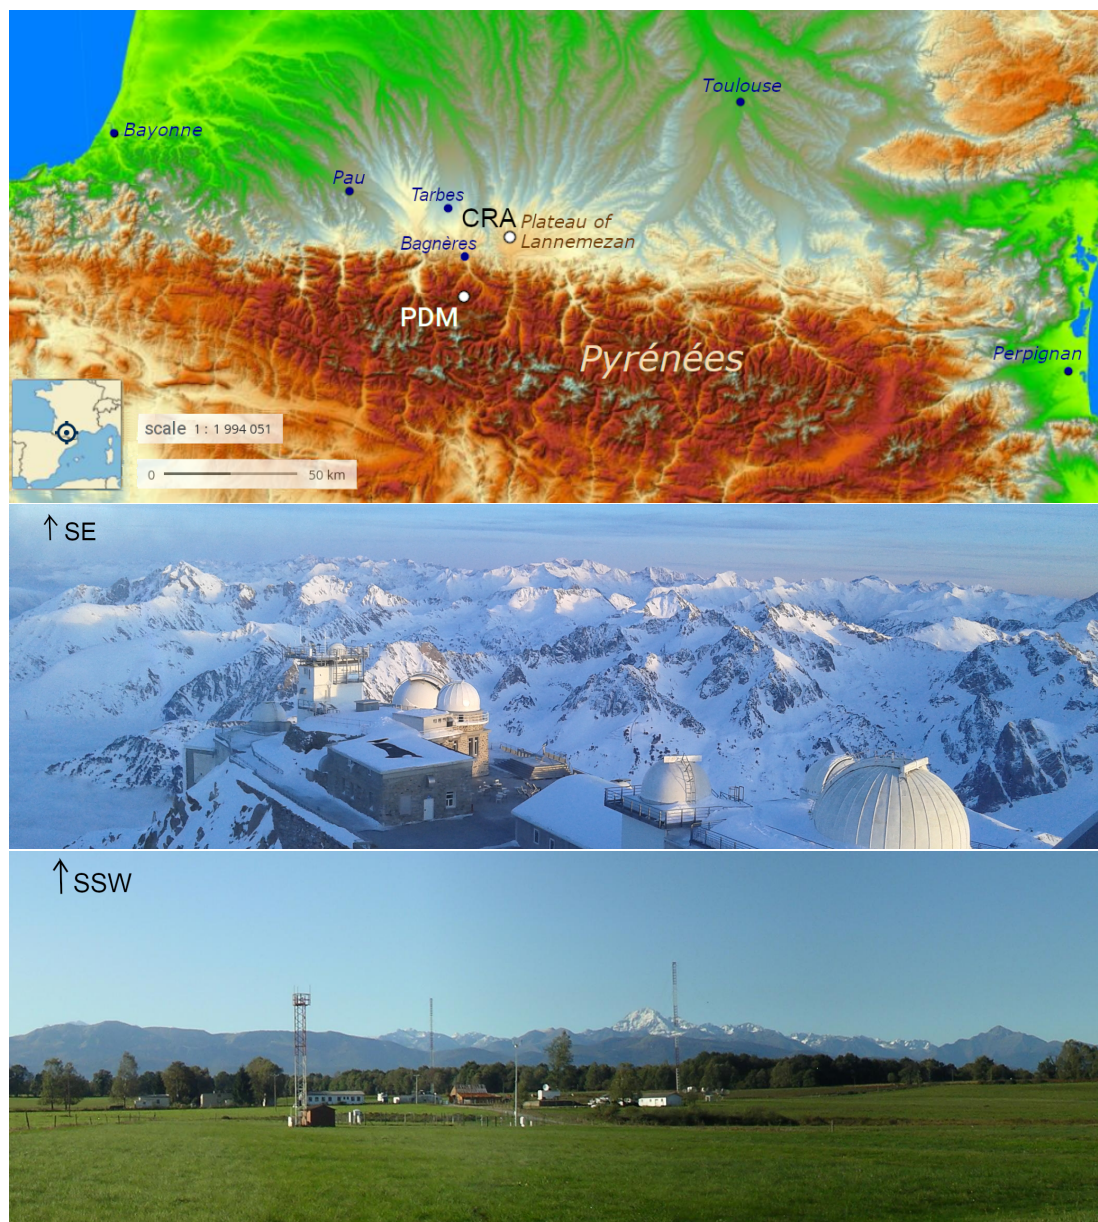 Toulouse
Bayonne
Pau
Tarbes
CRA
Plateau of
Lannemezan
Bagnères
PDM
Pyrénées
Perpignan
scale 1 : 1 994 051
0 50 km
↑ SE
↑ SSW